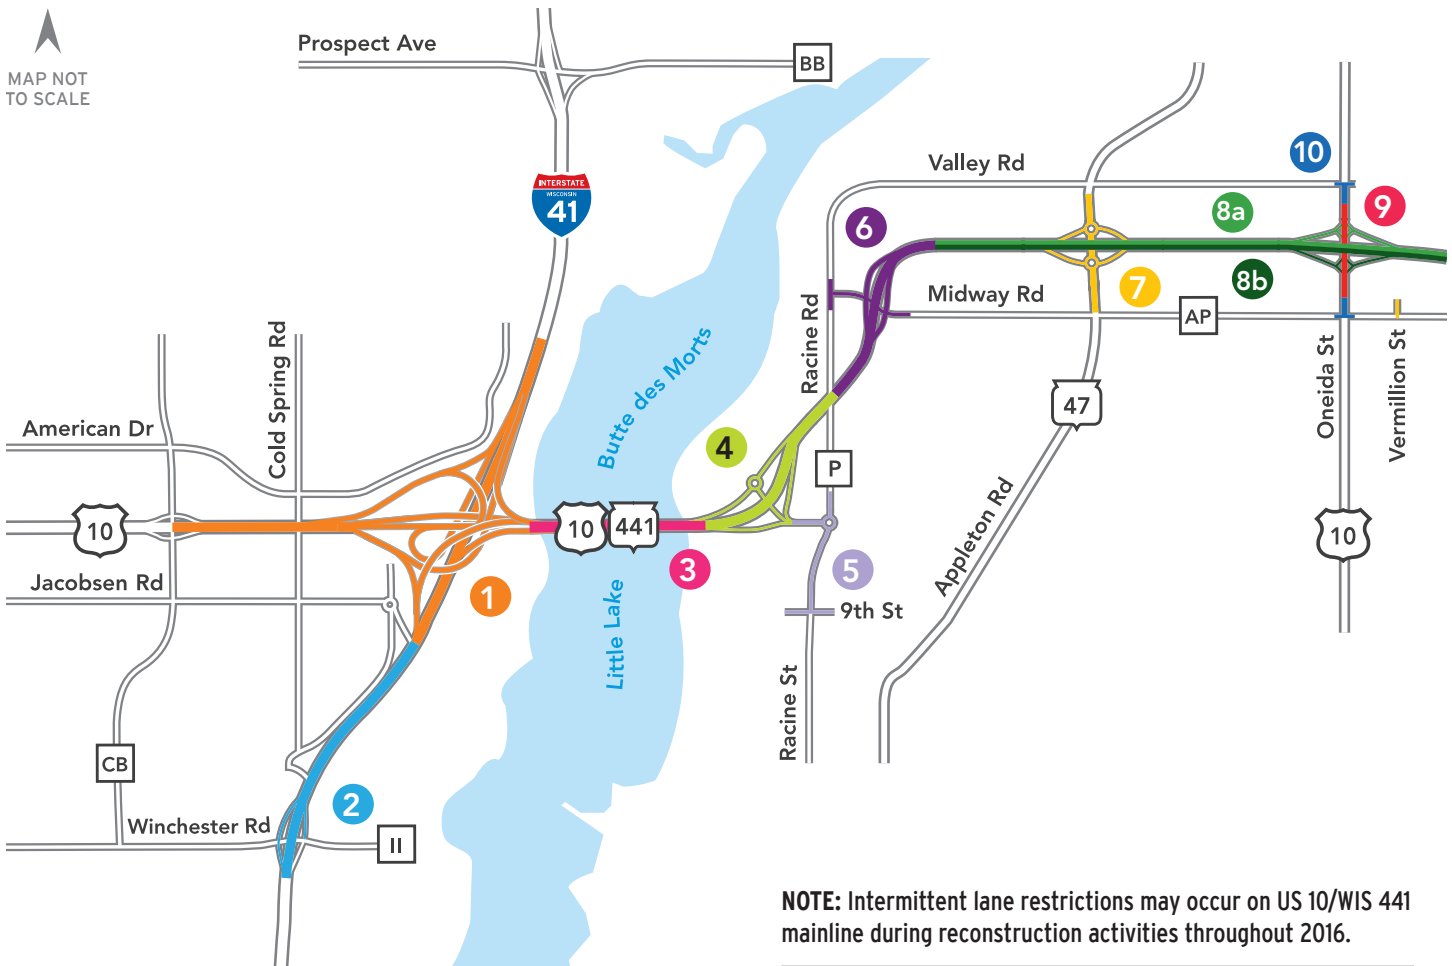 Prospect Ave
BB
MAP NOT
TO SCALE
INTERSTATE
WISCONSIN
41
Valley Rd
10
9
8a
6
8b
7
Midway Rd
AP
Racine Rd
Oneida St
Vermillion St
Cold Spring Rd
Butte des Morts
47
American Dr
4
P
10
10
441
10
Appleton Rd
3
5
Jacobsen Rd
1
9th St
Little Lake
Racine St
CB
2
Winchester Rd
II
NOTE: Intermittent lane restrictions may occur on US 10/WIS 441
mainline during reconstruction activities throughout 2016.